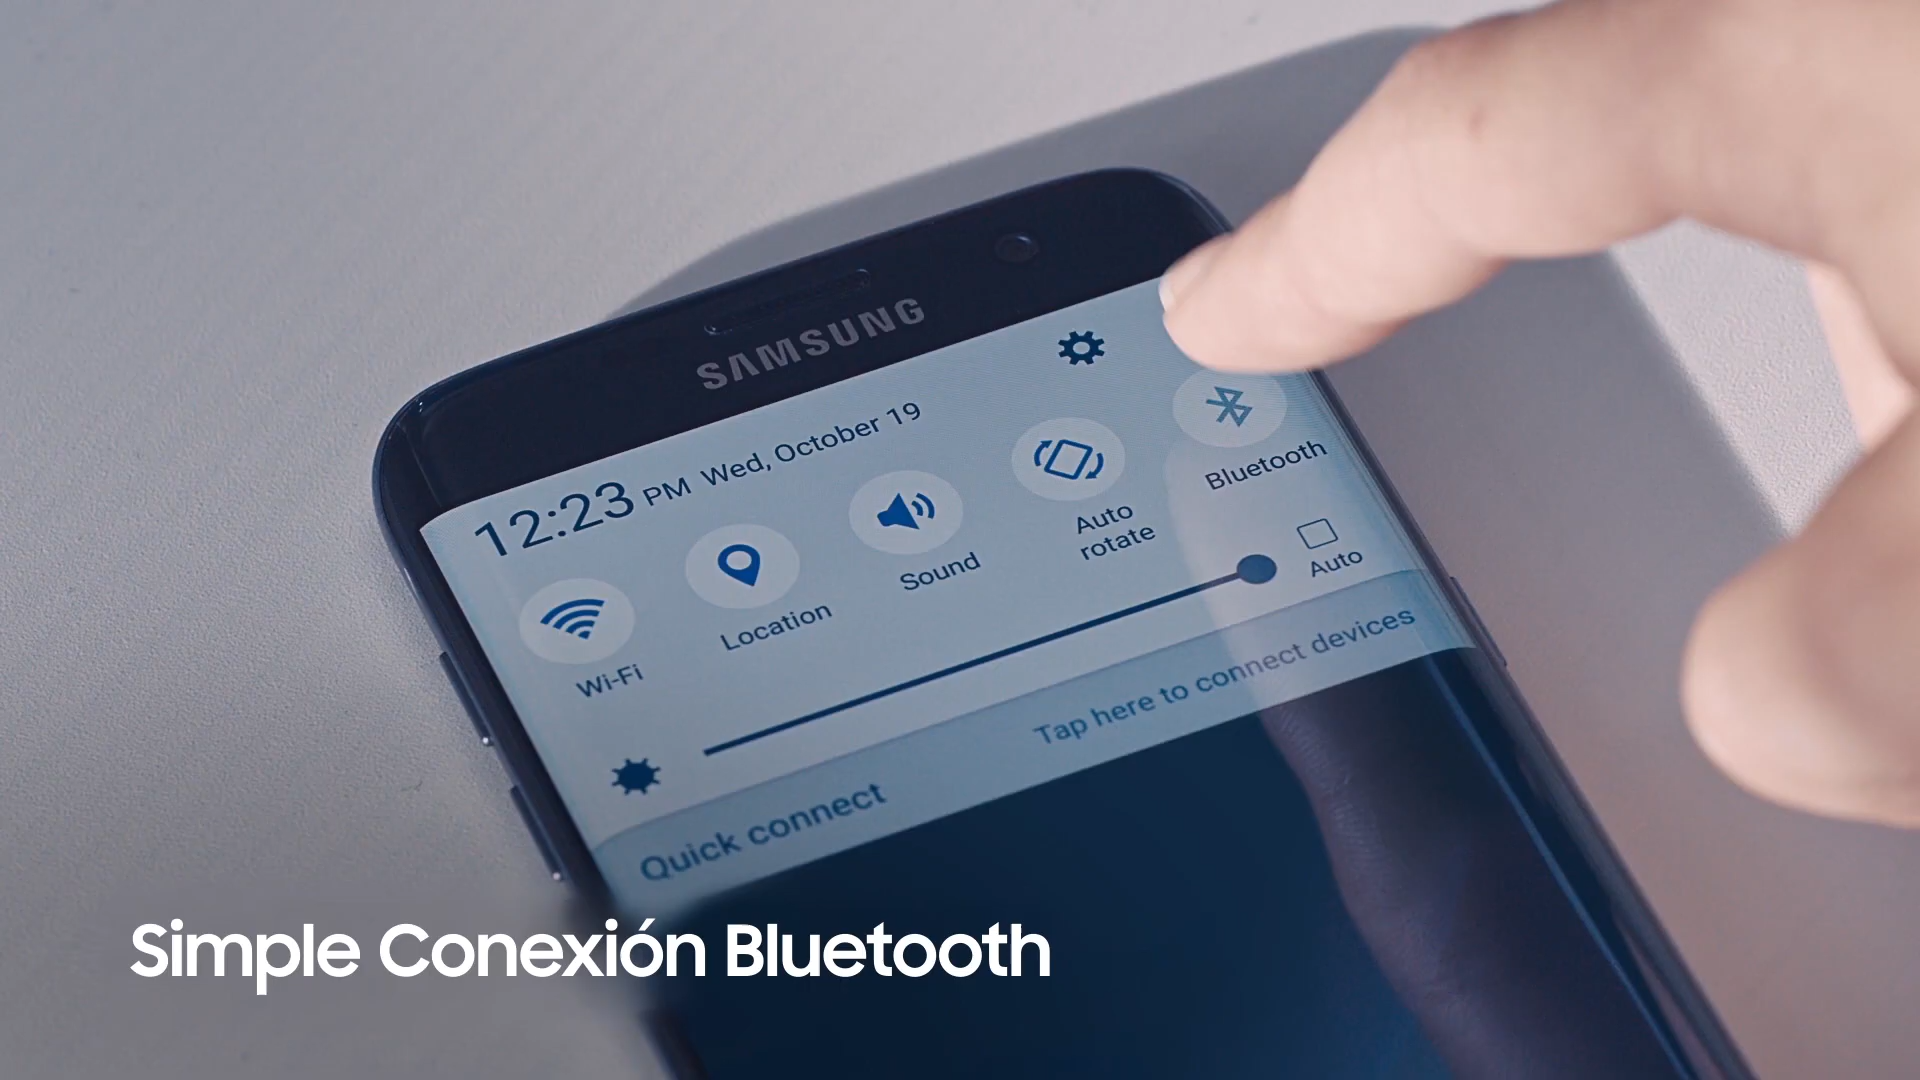 SAMSUNG
12:23 PM Wed, October 19
Wi-Fi
Location
Sound
Auto
rotate
Bluetooth
Auto
Quick connect
Tap here to connect devices
Simple Conexión Bluetooth